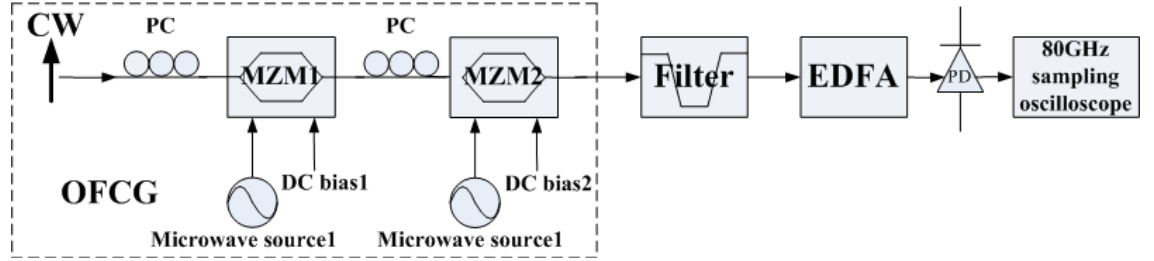 CW
PC
PC
MZM1
MZM2
Filter
EDFA
PD
80GHz
sampling
oscilloscope
DC bias1
DC bias2
OFCG
Microwave source1
Microwave source1